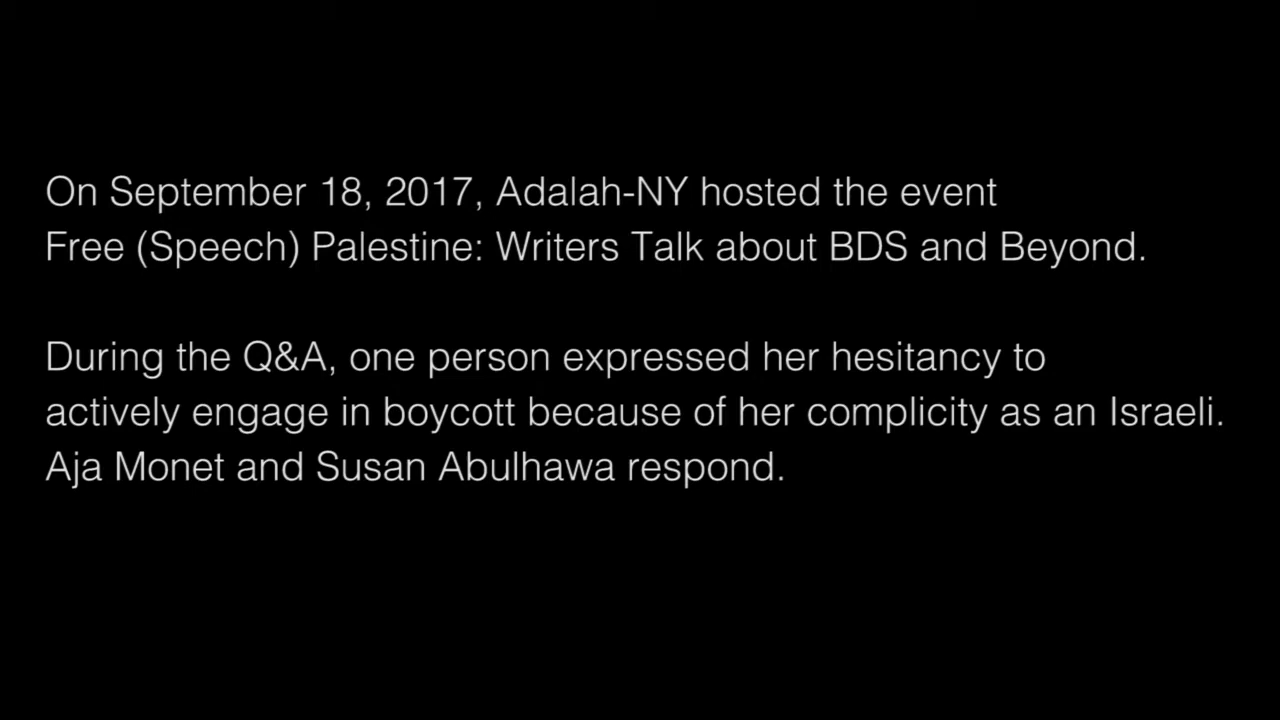 On September 18, 2017, Adalah-NY hosted the event
Free (Speech) Palestine: Writers Talk about BDS and Beyond.
During the Q&A, one person expressed her hesitancy to
actively engage in boycott because of her complicity as an Israeli.
Aja Monet and Susan Abulhawa respond.